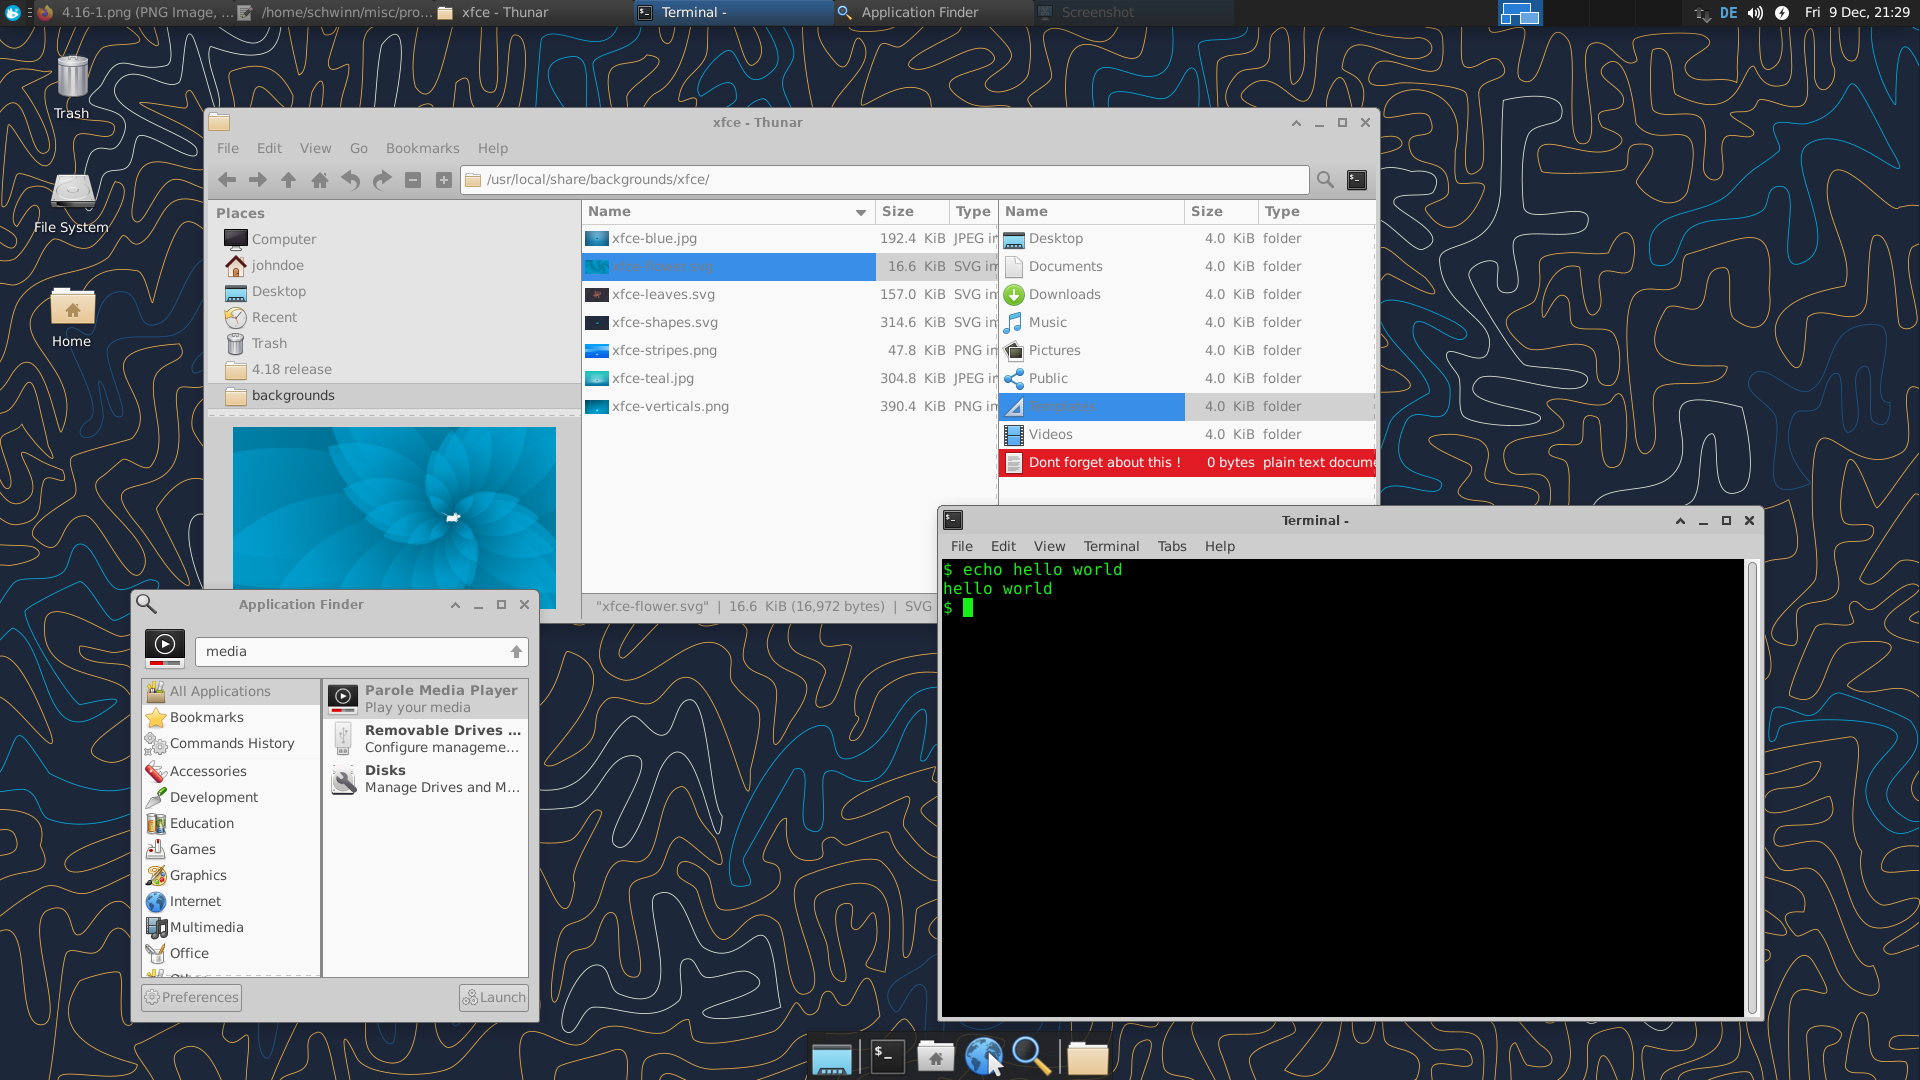 4.16-1.png (PNG Image, ...
/home/schwinn/misc/pro...
xfce - Thunar
Terminal -
Application Finder
Screenshot
DE
Fri 9 Dec, 21:29
Trash
File System
Home
xfce - Thunar
File Edit View Go Bookmarks Help
/usr/local/share/backgrounds/xfce/
Places
Computer
johndoe
Desktop
Recent
Trash
4.18 release
backgrounds
Name Size Type
xfce-blue.jpg 192.4 KiB JPEG in
xfce-flower.svg 16.6 KiB SVG in
xfce-leaves.svg 157.0 KiB SVG in
xfce-shapes.svg 314.6 KiB SVG in
xfce-stripes.png 47.8 KiB PNG in
xfce-teal.jpg 304.8 KiB JPEG in
xfce-verticals.png 390.4 KiB PNG in
Name Size Type
Desktop 4.0 KiB folder
Documents 4.0 KiB folder
Downloads 4.0 KiB folder
Music 4.0 KiB folder
Pictures 4.0 KiB folder
Public 4.0 KiB folder
Templates 4.0 KiB folder
Videos 4.0 KiB folder
Dont forget about this ! 0 bytes plain text docume
"xfce-flower.svg" | 16.6 KiB (16,972 bytes) | SVG
Application Finder
media
All Applications
Bookmarks
Commands History
Accessories
Development
Education
Games
Graphics
Internet
Multimedia
Office
Parole Media Player
Play your media
Removable Drives ...
Configure manageme...
Disks
Manage Drives and M...
Preferences
Launch
Terminal -
File Edit View Terminal Tabs Help
$ echo hello world
hello world
$